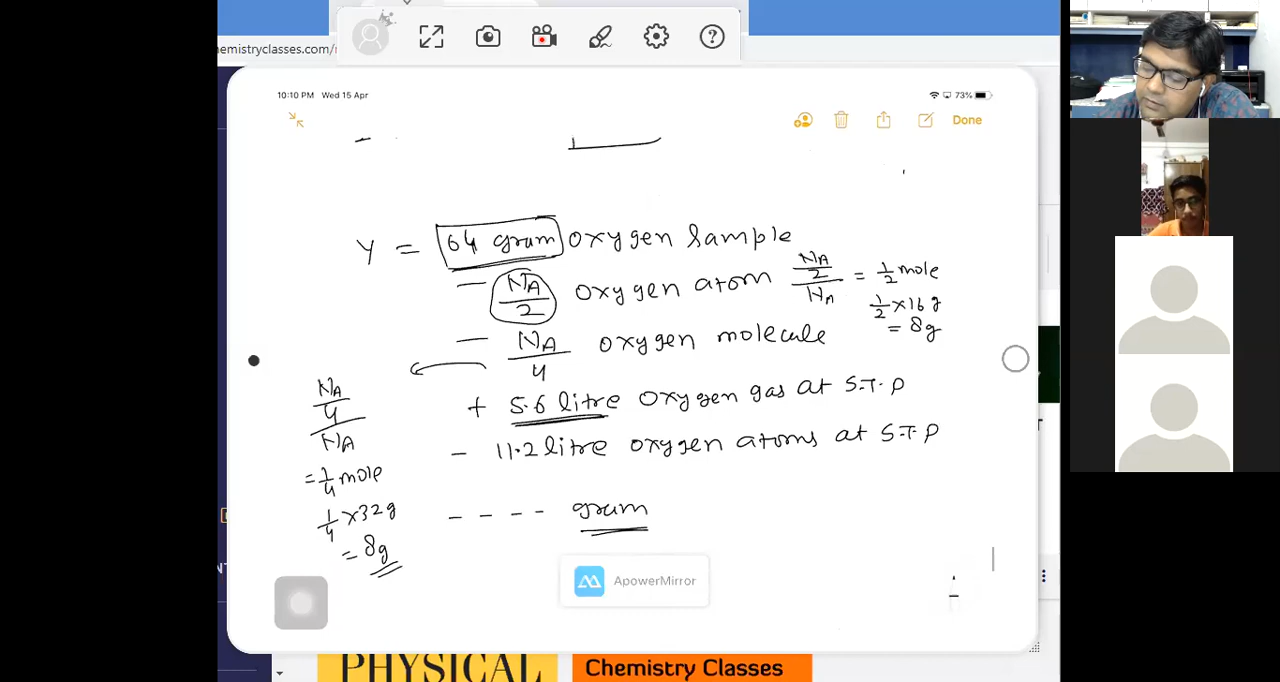 emistryclasses.com/
10:10 PM Wed 15 Apr
73%
Done
Y = 64 gram oxygen sample
- NA/2 oxygen atom (NA/2)/NA = 1/2 mole
1/2 × 16 g
= 8g
- NA/4 oxygen molecule
+ 5.6 litre oxygen gas at S.T.P
- 11.2 litre oxygen atoms at S.T.P
(NA/4)/NA
= 1/4 mole
1/4 × 32g
= 8g
- - - - gram
ApowerMirror
PHYSICAL
Chemistry Classes